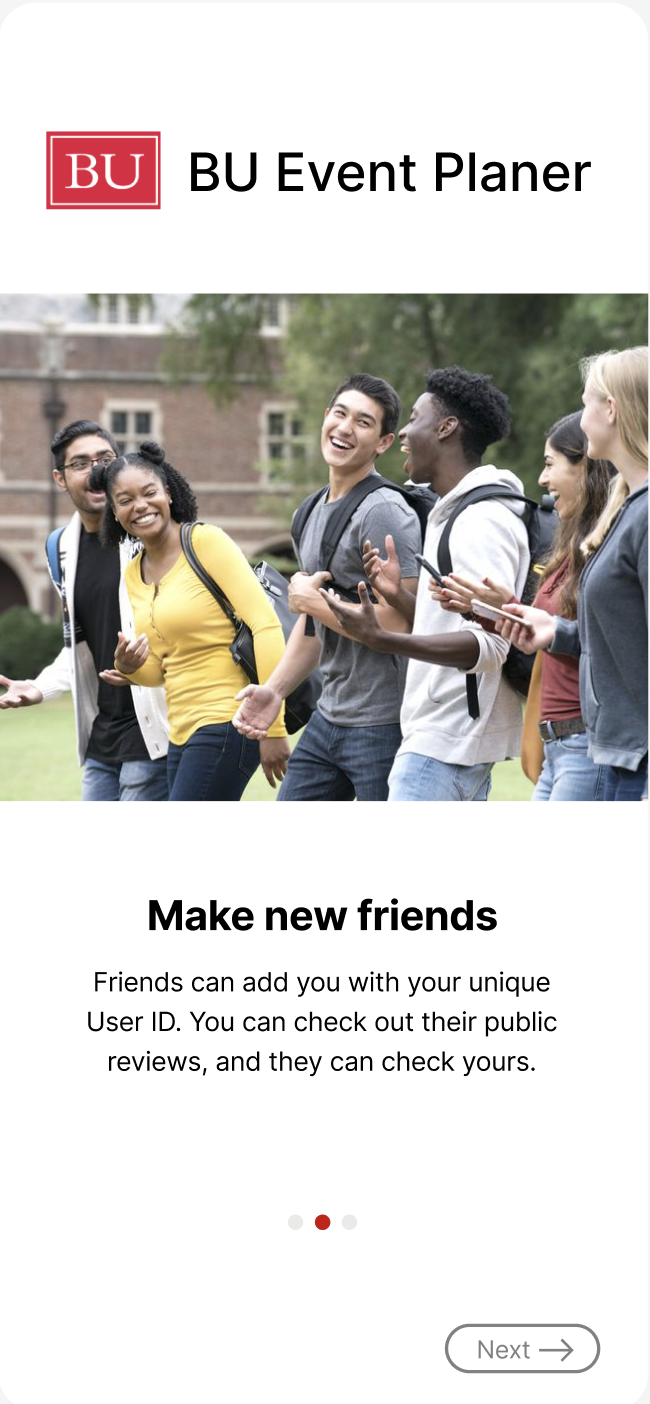 BU BU Event Planer
Make new friends
Friends can add you with your unique
User ID. You can check out their public
reviews, and they can check yours.
Next →